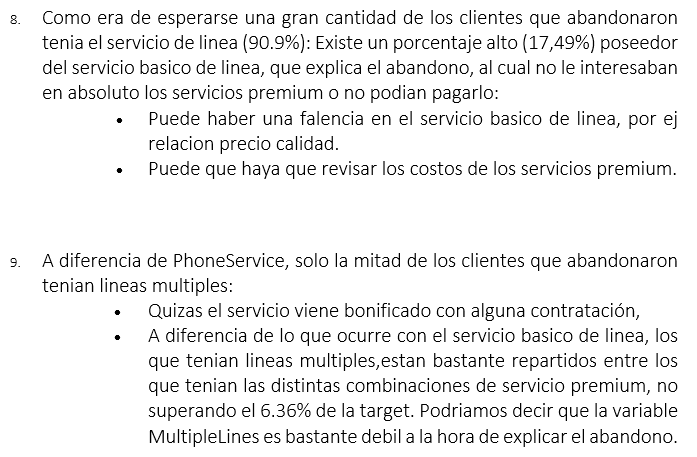 8. Como era de esperarse una gran cantidad de los clientes que abandonaron
tenia el servicio de linea (90.9%): Existe un porcentaje alto (17,49%) poseedor
del servicio basico de linea, que explica el abandono, al cual no le interesaban
en absoluto los servicios premium o no podian pagarlo:
• Puede haber una falencia en el servicio basico de linea, por ej
relacion precio calidad.
• Puede que haya que revisar los costos de los servicios premium.
9. A diferencia de PhoneService, solo la mitad de los clientes que abandonaron
tenian lineas multiples:
• Quizas el servicio viene bonificado con alguna contratación,
• A diferencia de lo que ocurre con el servicio basico de linea, los
que tenian lineas multiples,estan bastante repartidos entre los
que tenian las distintas combinaciones de servicio premium, no
superando el 6.36% de la target. Podriamos decir que la variable
MultipleLines es bastante debil a la hora de explicar el abandono.